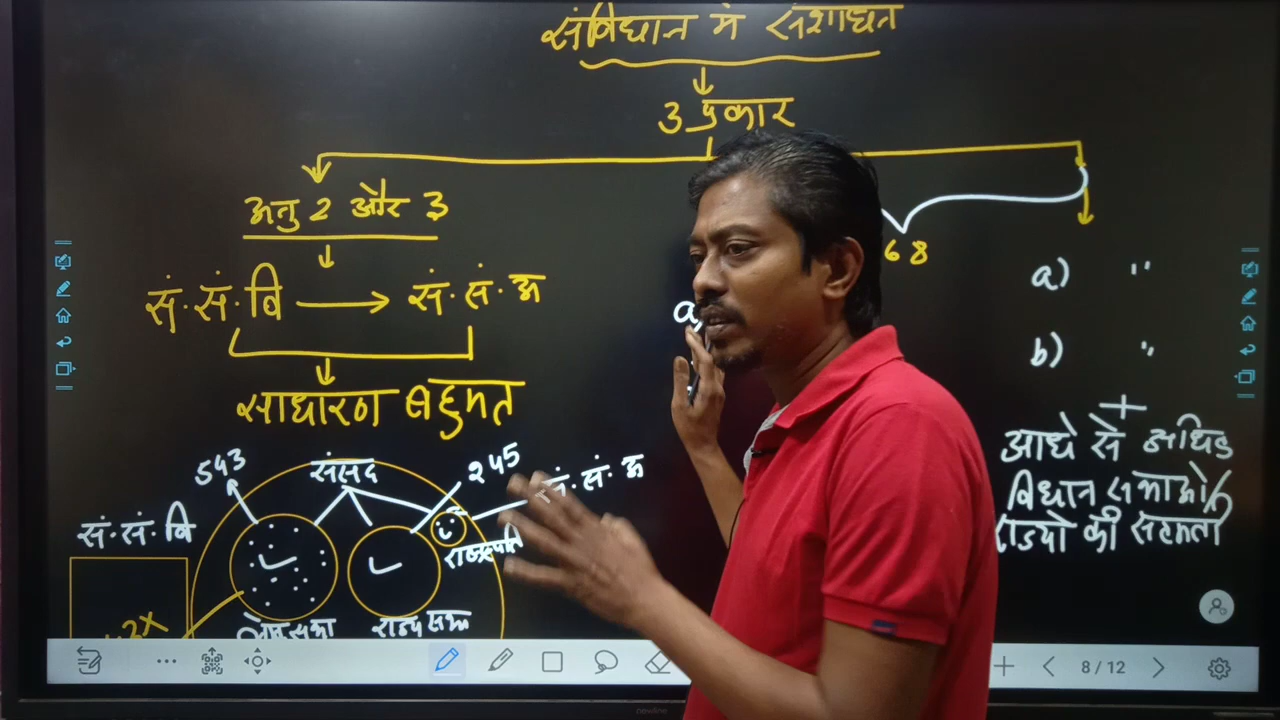 संविधान में संशाधन
3 प्रकार
अनु 2 और 3
68
सं.सं.वि → सं.सं.अ
a) "
a)
b) "
साधारण बहुमत
+
आधे से अधिक
विधान सभाओ/
राज्यो की सहमती
543 संसद 245 सं.सं.अ
सं.सं.वि
राष्ट्रपति
लोक सभा राज्य सभा
8/12